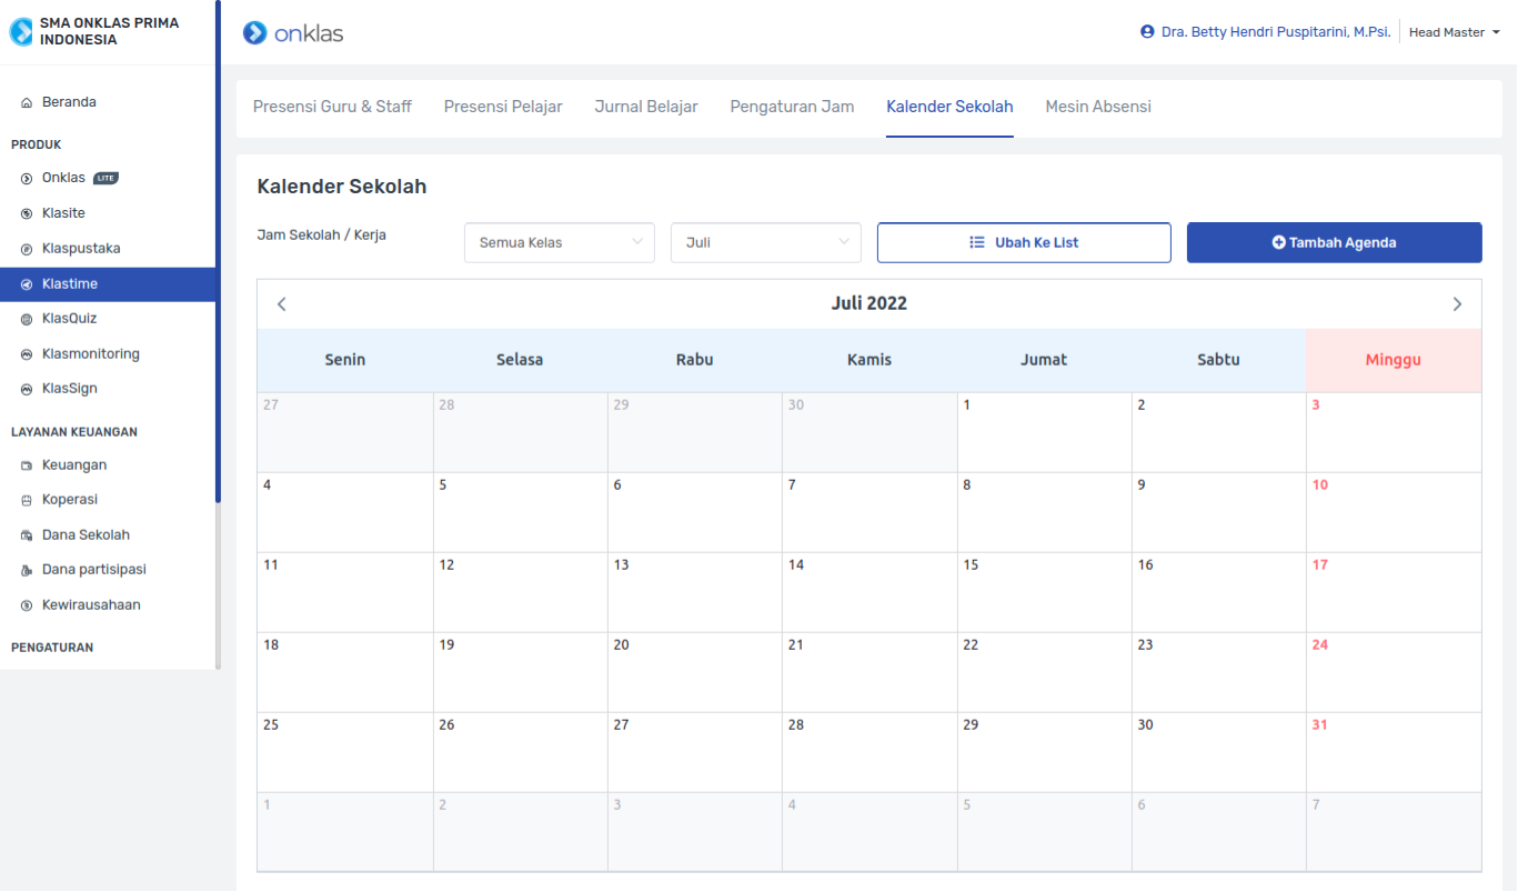 SMA ONKLAS PRIMA
INDONESIA
onklas
Dra. Betty Hendri Puspitarini, M.Psi.
Head Master
Beranda
PRODUK
Onklas LITE
Klasite
Klaspustaka
Klastime
KlasQuiz
Klasmonitoring
KlasSign
LAYANAN KEUANGAN
Keuangan
Koperasi
Dana Sekolah
Dana partisipasi
Kewirausahaan
PENGATURAN
Presensi Guru & Staff Presensi Pelajar Jurnal Belajar Pengaturan Jam Kalender Sekolah Mesin Absensi
Kalender Sekolah
Jam Sekolah / Kerja Semua Kelas Juli Ubah Ke List Tambah Agenda
Juli 2022
Senin Selasa Rabu Kamis Jumat Sabtu Minggu
27 28 29 30 1 2 3
4 5 6 7 8 9 10
11 12 13 14 15 16 17
18 19 20 21 22 23 24
25 26 27 28 29 30 31
1 2 3 4 5 6 7